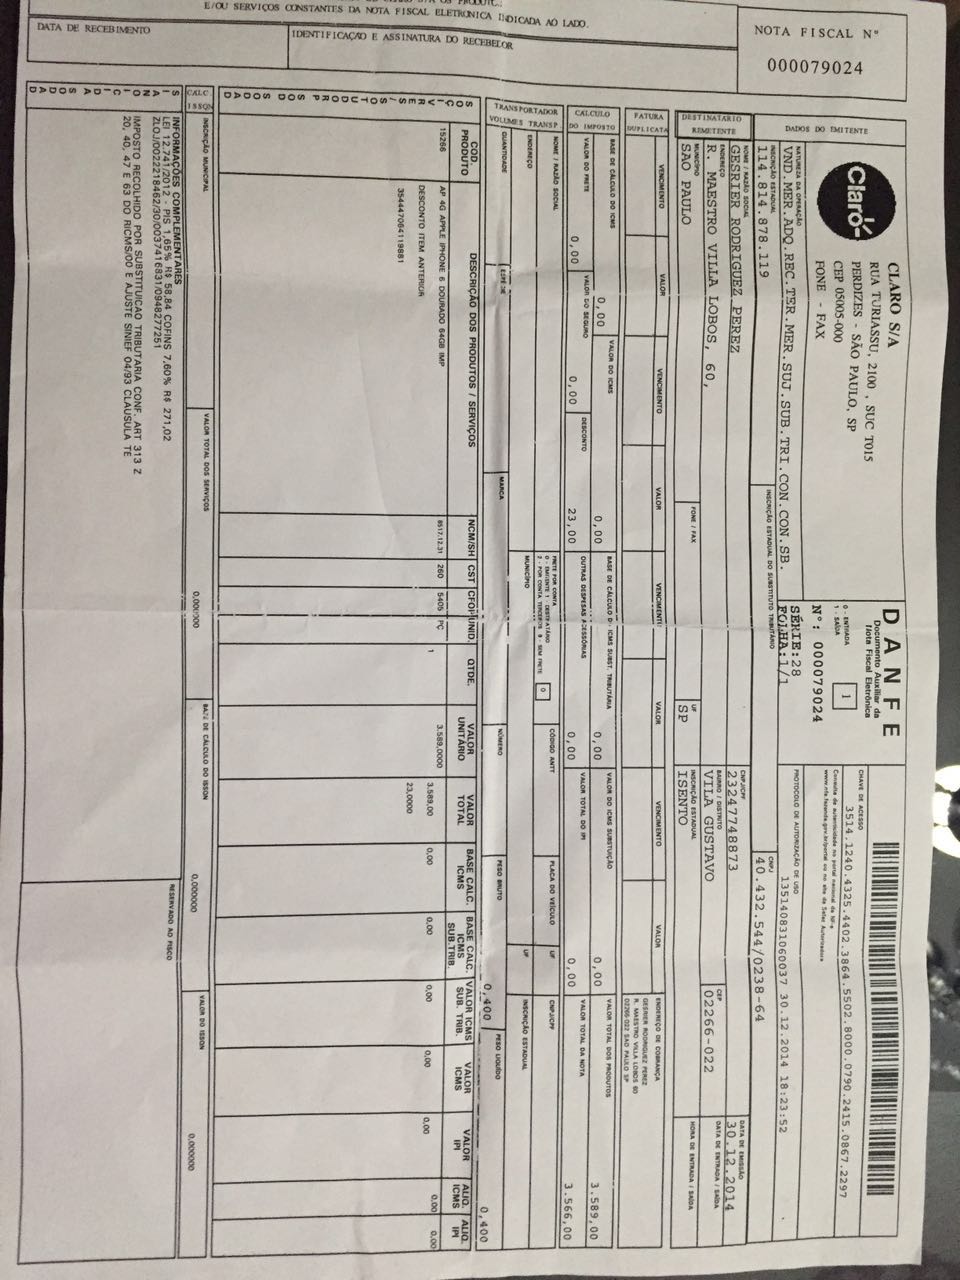 E/OU SERVIÇOS CONSTANTES DA NOTA FISCAL ELETRONICA INDICADA AO LADO.
DATA DE RECEBIMENTO
IDENTIFICAÇAO E ASSINATURA DO RECEBELOR
NOTA FISCAL Nº
000079024
DADOS DO EMITENTE
Claro
CLARO S/A
RUA TURIASSU, 2100 , SUC T015
PERDIZES - SÃO PAULO, SP
CEP 05005-000
FONE - FAX
DANFE
Documento Auxiliar da
Nota Fiscal Eletrônica
0 - ENTRADA
1 - SAIDA
1
Nº: 000079024
SÉRIE:28
FOLHA:1/1
CHAVE DE ACESSO
3514.1240.4325.4402.3864.5502.8000.0790.2415.0867.2297
Consulta de autenticidade no portal nacional da NF-e
www.nfe.fazenda.gov.br/portal ou no site da Sefaz Autorizadora
NATUREZA DA OPERAÇÃO
VND.MER.ADQ.REC.TER.MER.SUJ.SUB.TRI.CON.CON.SB.
PROTOCOLO DE AUTORIZAÇÃO DE USO
135140831060037 30.12.2014 18:23:52
INSCRIÇÃO ESTADUAL
114.814.878.119
INSCRIÇÃO ESTADUAL DO SUBSTITUTO TRIBUTÁRIO
CNPJ
40.432.544/0238-64
DESTINATÁRIO
REMETENTE
NOME / RAZÃO SOCIAL
GESRIER RODRIGUEZ PEREZ
CNPJ/CPF
23247748873
DATA DE EMISSÃO
30.12.2014
ENDEREÇO
R. MAESTRO VILLA LOBOS, 60,
BAIRRO / DISTRITO
VILA GUSTAVO
CEP
02266-022
DATA DE ENTRADA / SAÍDA
MUNICÍPIO
SAO PAULO
FONE / FAX
UF
SP
INSCRIÇÃO ESTADUAL
ISENTO
HORA DE ENTRADA / SAÍDA
FATURA
DUPLICATA
VENCIMENTO VALOR VENCIMENTO VALOR VENCIMENTO VALOR VENCIMENTO VALOR
ENDEREÇO DE COBRANÇA
GESRIER RODRIGUEZ PEREZ
R. MAESTRO VILLA LOBOS 60
02266-022 SAO PAULO SP
CALCULO
DO IMPOSTO
BASE DE CÁLCULO DO ICMS
0,00
VALOR DO ICMS
0,00
BASE DE CÁLCULO DO ICMS SUBST. TRIBUTÁRIA
0,00
VALOR DO ICMS SUBSTUIÇÃO
0,00
VALOR TOTAL DOS PRODUTOS
3.589,00
VALOR DO FRETE
0,00
VALOR DO SEGURO
0,00
DESCONTO
23,00
OUTRAS DESPESAS ACESSÓRIAS
0,00
VALOR TOTAL DO IPI
0,00
VALOR TOTAL DA NOTA
3.566,00
TRANSPORTADOR
VOLUMES TRANSP
NOME / RAZÃO SOCIAL
FRETE POR CONTA
0 - EMITENTE 1 - DESTINATÁRIO
2 - POR CONTA TERCEIROS 9 - SEM FRETE
0
CÓDIGO ANTT
PLACA DO VEÍCULO
UF
CNPJ/CPF
ENDEREÇO
MUNICÍPIO
UF
INSCRIÇÃO ESTADUAL
QUANTIDADE
ESPÉCIE
MARCA
NÚMERO
PESO BRUTO
0,400
PESO LIQUIDO
0,400
DADOS DOS PRODUTOS/SERVIÇOS
COD. PRODUTO DESCRIÇÃO DOS PRODUTOS / SERVIÇOS NCM/SH CST CFOP UNID. QTDE. VALOR UNITÁRIO VALOR TOTAL BASE CALC. ICMS BASE CALC. ICMS SUB.TRIB. VALOR ICMS SUB. TRIB. VALOR ICMS VALOR IPI ALIQ. ICMS ALIQ. IPI
15266 AP 4G APPLE IPHONE 6 DOURADO 64GB IMP 8517.12.31 260 5405 PC 1 3.589,0000 3.589,00 0,00 0,00 0,00 0,00 0,00 0,00 0,00
DESCONTO ITEM ANTERIOR 23,0000
354447064119881
CALC.
ISSQN
INSCRIÇÃO MUNICIPAL
VALOR TOTAL DOS SERVIÇOS
0,000000
BASE DE CÁLCULO DO ISSQN
0,000000
VALOR DO ISSQN
0,000000
DADOS ADICIONAIS
INFORMAÇÕES COMPLEMENTARES
LEI 12.741/2012 - PIS 1,65% R$ 58,84 COFINS 7,60% R$ 271,02
ZLOJ/0022218462/30/0037416831/0948277251
IMPOSTO RECOLHIDO POR SUBSTITUICAO TRIBUTARIA CONF. ART 313 Z
20, 40, 47 E 63 DO RICMS/00 E AJUSTE SINIEF 04/93 CLAUSULA TE
RESERVADO AO FISCO